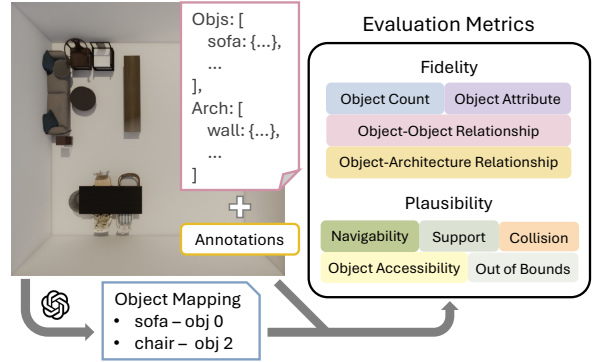 Objs: [
sofa: {...},
...
],
Arch: [
wall: {...},
...
]
Annotations
Object Mapping
• sofa – obj 0
• chair – obj 2
Evaluation Metrics
Fidelity
Object Count
Object Attribute
Object-Object Relationship
Object-Architecture Relationship
Plausibility
Navigability
Support
Collision
Object Accessibility
Out of Bounds